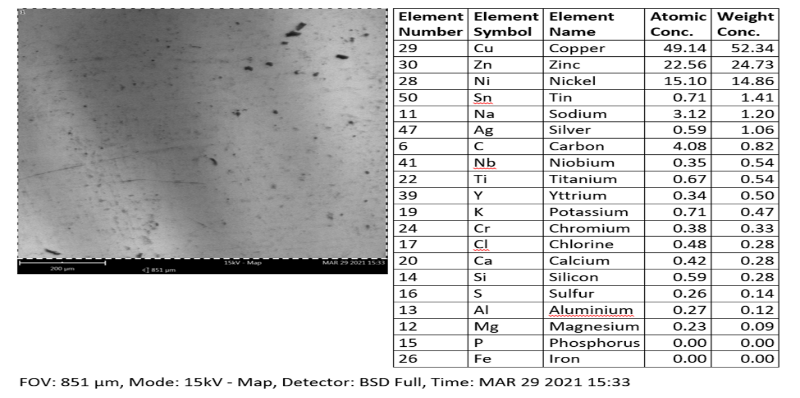 200 µm
851 µm
15kV - Map
MAR 29 2021 15:33
Element Number Element Symbol Element Name Atomic Conc. Weight Conc.
29 Cu Copper 49.14 52.34
30 Zn Zinc 22.56 24.73
28 Ni Nickel 15.10 14.86
50 Sn Tin 0.71 1.41
11 Na Sodium 3.12 1.20
47 Ag Silver 0.59 1.06
6 C Carbon 4.08 0.82
41 Nb Niobium 0.35 0.54
22 Ti Titanium 0.67 0.54
39 Y Yttrium 0.34 0.50
19 K Potassium 0.71 0.47
24 Cr Chromium 0.38 0.33
17 Cl Chlorine 0.48 0.28
20 Ca Calcium 0.42 0.28
14 Si Silicon 0.59 0.28
16 S Sulfur 0.26 0.14
13 Al Aluminium 0.27 0.12
12 Mg Magnesium 0.23 0.09
15 P Phosphorus 0.00 0.00
26 Fe Iron 0.00 0.00
FOV: 851 µm, Mode: 15kV - Map, Detector: BSD Full, Time: MAR 29 2021 15:33